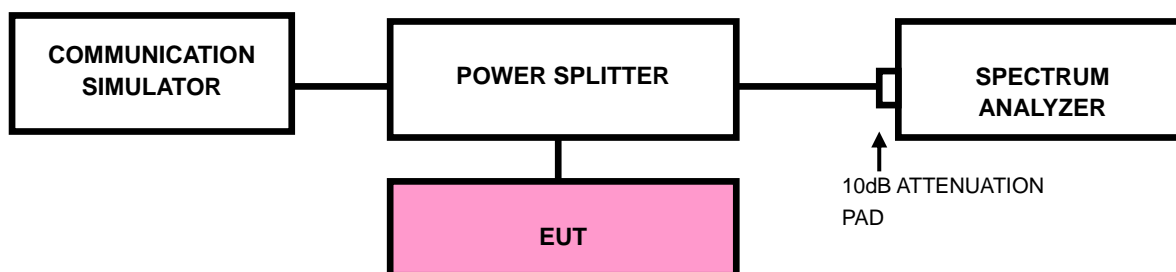 COMMUNICATION
SIMULATOR
POWER SPLITTER
SPECTRUM
ANALYZER
10dB ATTENUATION
PAD
EUT